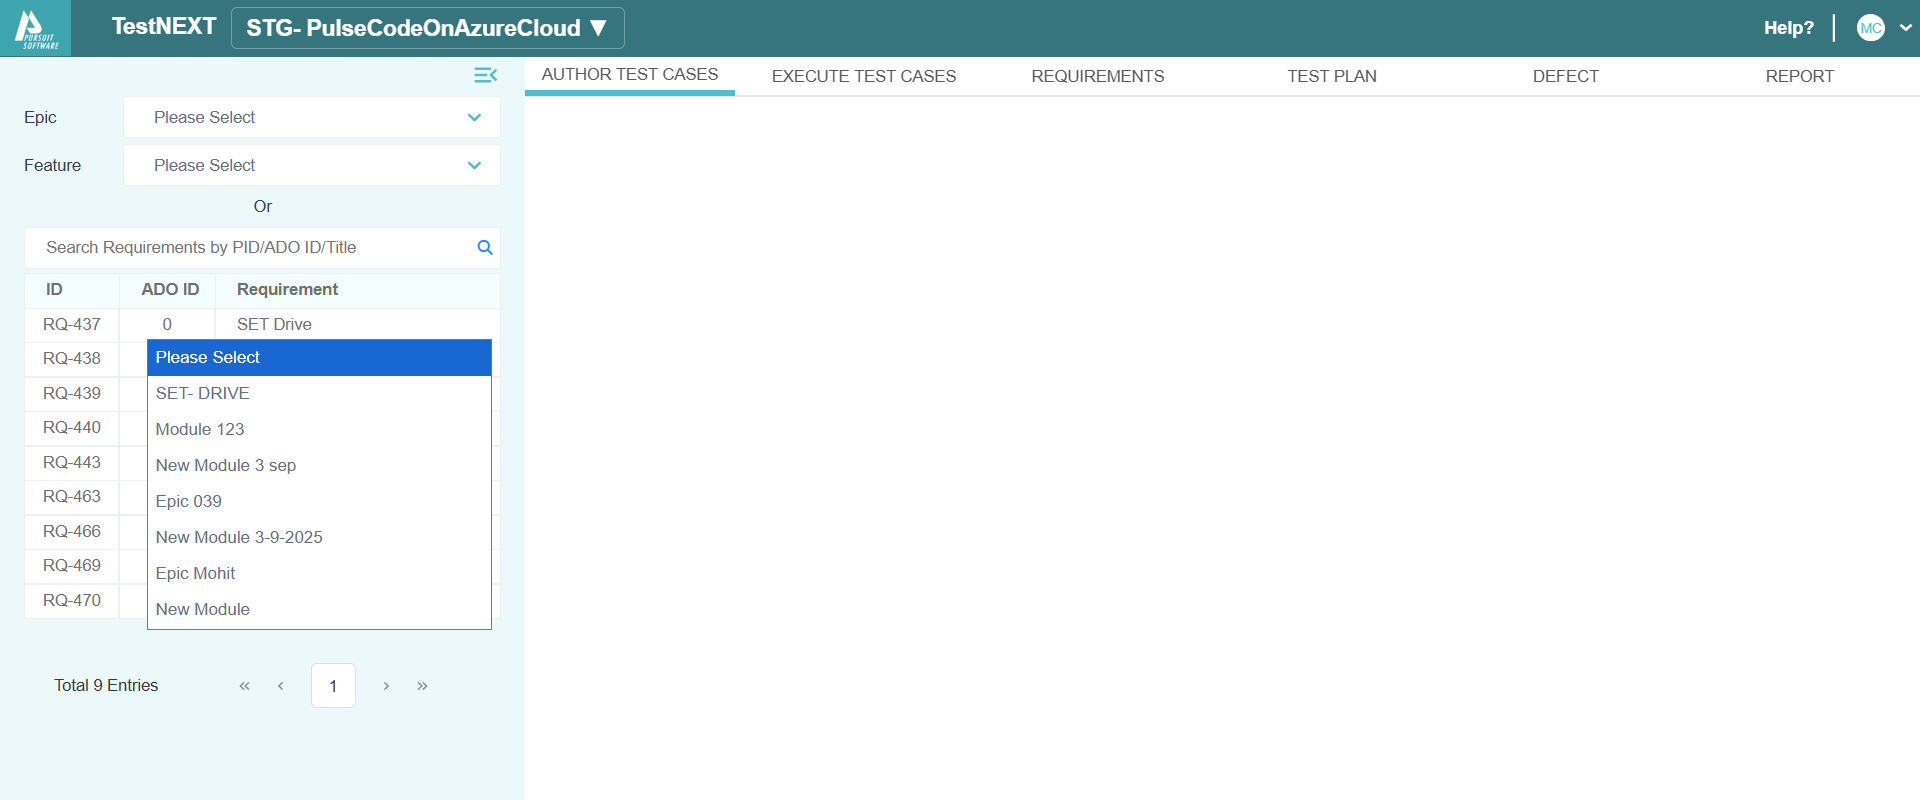 PURSUIT
SOFTWARE
TestNEXT
STG- PulseCodeOnAzureCloud ▼
Help?
MC
AUTHOR TEST CASES
EXECUTE TEST CASES
REQUIREMENTS
TEST PLAN
DEFECT
REPORT
Epic
Please Select
Feature
Please Select
Or
Search Requirements by PID/ADO ID/Title
ID ADO ID Requirement
RQ-437 0 SET Drive
RQ-438
RQ-439
RQ-440
RQ-443
RQ-463
RQ-466
RQ-469
RQ-470
Please Select
SET- DRIVE
Module 123
New Module 3 sep
Epic 039
New Module 3-9-2025
Epic Mohit
New Module
Total 9 Entries
« ‹ 1 › »